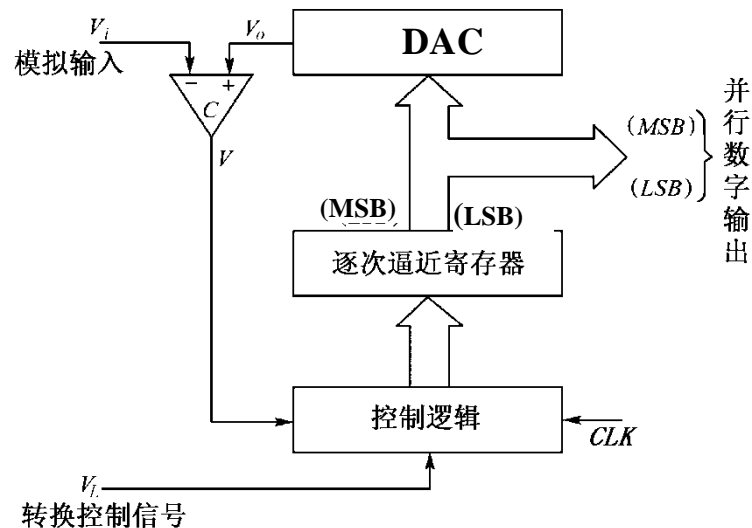 V_i
模拟输入
V_o
DAC
- +
C
V
(MSB)
(LSB)
并行数字输出
(MSB)
(LSB)
逐次逼近寄存器
控制逻辑
CLK
V_L
转换控制信号